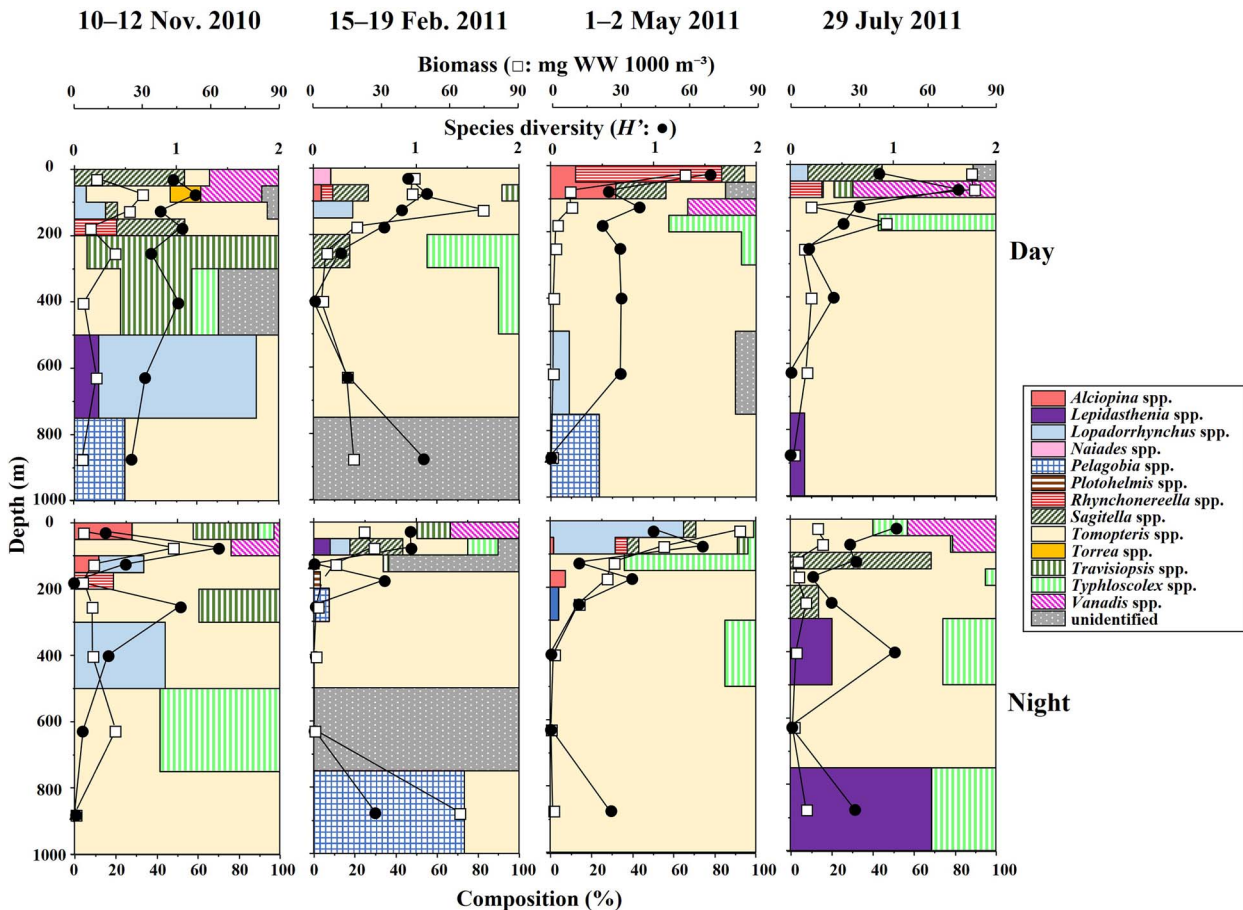 10–12 Nov. 2010 15–19 Feb. 2011 1–2 May 2011 29 July 2011
Biomass (□: mg WW 1000 m⁻³)
0 30 60 90 0 30 60 90 0 30 60 90 0 30 60 90
Species diversity (H’: ●)
0 1 2 0 1 2 0 1 2 0 1 2
0
200
400
600
800
1000
Day
Depth (m)
0
200
400
600
800
1000
Night
Alciopina spp.
Lepidasthenia spp.
Lopadorrhynchus spp.
Naiades spp.
Pelagobia spp.
Plotohelmis spp.
Rhynchonereella spp.
Sagitella spp.
Tomopteris spp.
Torrea spp.
Travisiopsis spp.
Typhloscolex spp.
Vanadis spp.
unidentified
0 20 40 60 80 100 0 20 40 60 80 100 0 20 40 60 80 100 0 20 40 60 80 100
Composition (%)